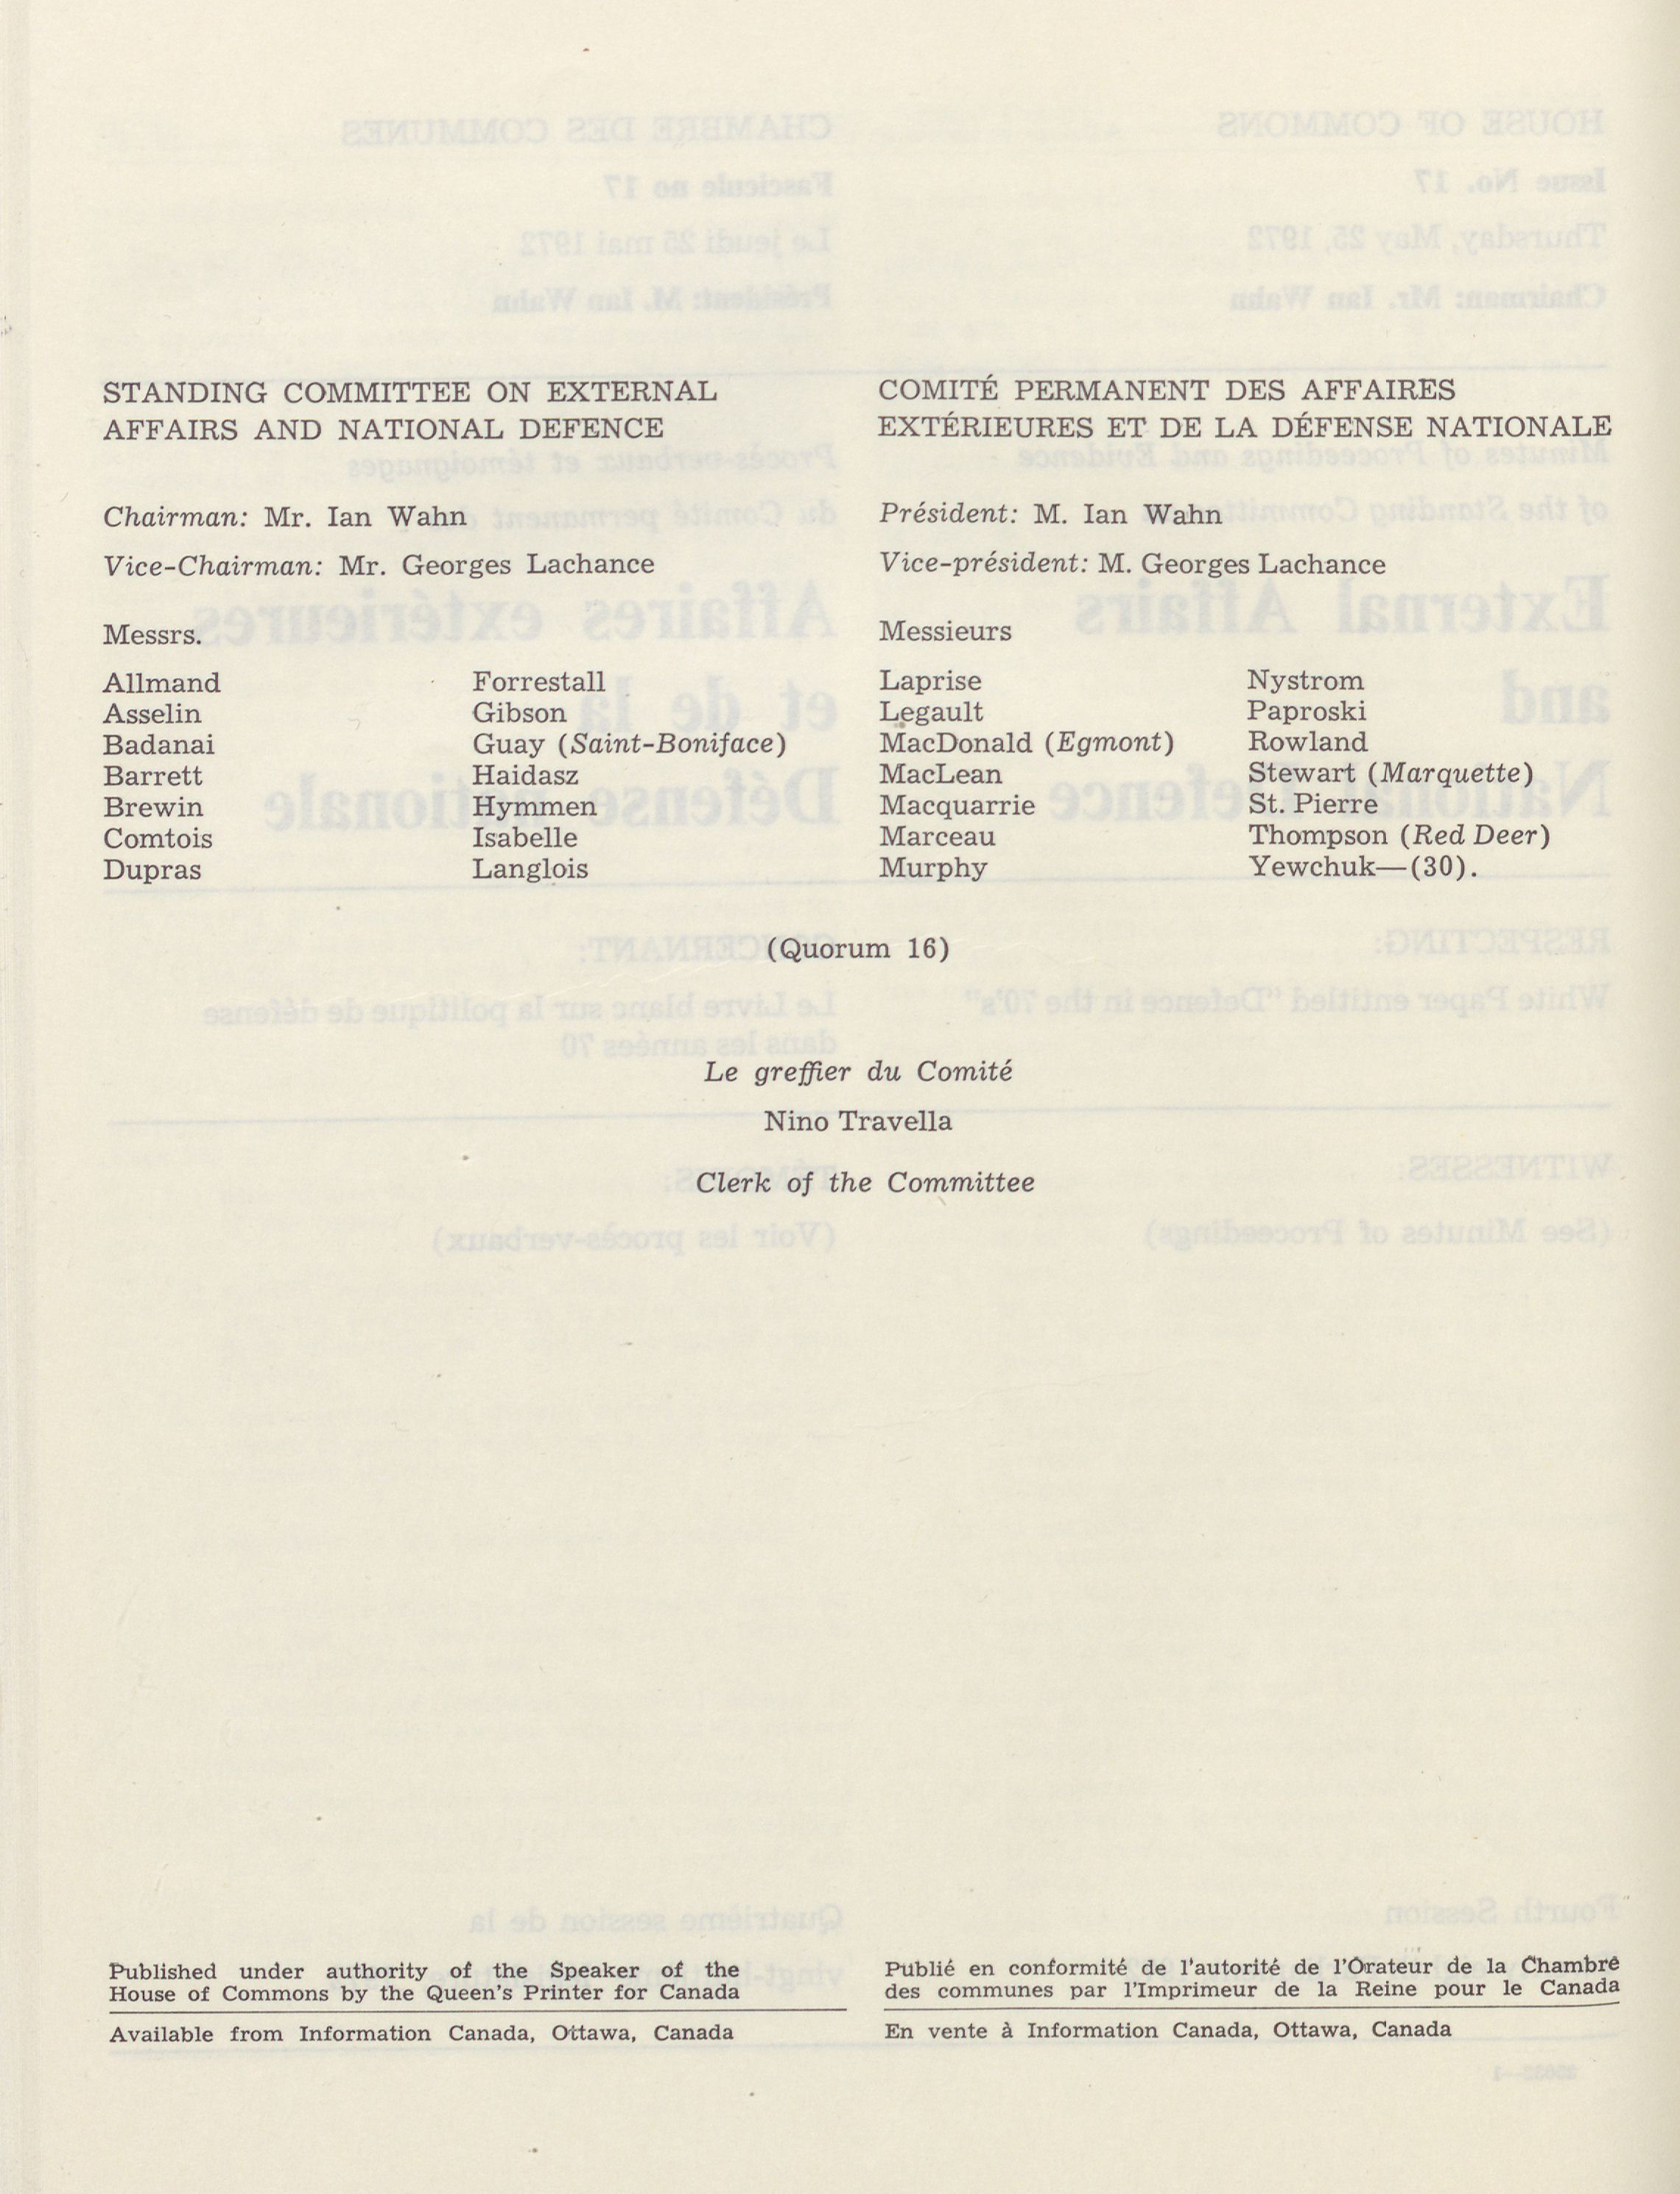 STANDING COMMITTEE ON EXTERNAL
AFFAIRS AND NATIONAL DEFENCE
Chairman: Mr. Ian Wahn
Vice-Chairman: Mr. Georges Lachance
Messrs.
Allmand
Asselin
Badanai
Barrett
Brewin
Comtois
Dupras
Forrestall
Gibson
Guay (Saint-Boniface)
Haidasz
Hymmen
Isabelle
Langlois
COMITÉ PERMANENT DES AFFAIRES
EXTÉRIEURES ET DE LA DÉFENSE NATIONALE
Président: M. Ian Wahn
Vice-président: M. Georges Lachance
Messieurs
Laprise
Legault
MacDonald (Egmont)
MacLean
Macquarrie
Marceau
Murphy
Nystrom
Paproski
Rowland
Stewart (Marquette)
St. Pierre
Thompson (Red Deer)
Yewchuk—(30).
(Quorum 16)
Le greffier du Comité
Nino Travella
Clerk of the Committee
Published under authority of the Speaker of the
House of Commons by the Queen's Printer for Canada
Available from Information Canada, Ottawa, Canada
Publié en conformité de l'autorité de l'Orateur de la Chambre
des communes par l'Imprimeur de la Reine pour le Canada
En vente à Information Canada, Ottawa, Canada